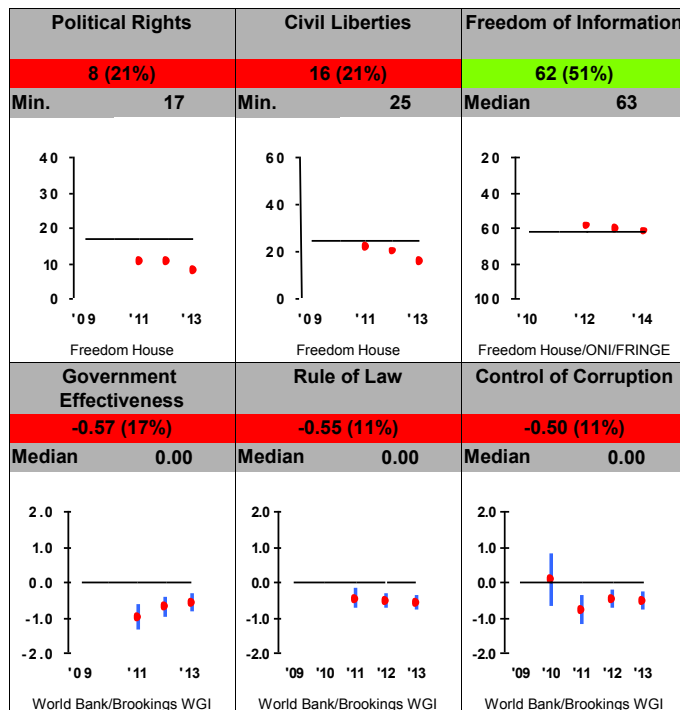 Political Rights
8 (21%)
Min. 17
40
30
20
10
0
'09 '11 '13
Freedom House
Civil Liberties
16 (21%)
Min. 25
60
40
20
0
'09 '11 '13
Freedom House
Freedom of Information
62 (51%)
Median 63
20
40
60
80
100
'10 '12 '14
Freedom House/ONI/FRINGE
Government
Effectiveness
-0.57 (17%)
Median 0.00
2.0
1.0
0.0
-1.0
-2.0
'09 '11 '13
World Bank/Brookings WGI
Rule of Law
-0.55 (11%)
Median 0.00
2.0
1.0
0.0
-1.0
-2.0
'09 '10 '11 '12 '13
World Bank/Brookings WGI
Control of Corruption
-0.50 (11%)
Median 0.00
2.0
1.0
0.0
-1.0
-2.0
'09 '10 '11 '12 '13
World Bank/Brookings WGI